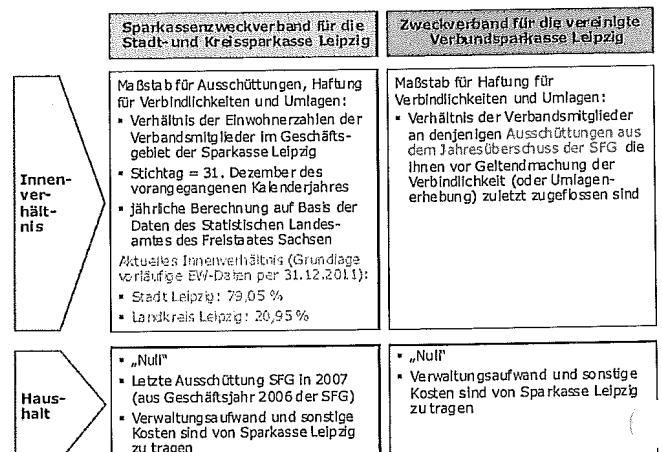 Sparkassenzweckverband für die
Stadt- und Kreissparkasse Leipzig
Zweckverband für die vereinigte
Verbundsparkasse Leipzig
Innen-
ver-
hält-
nis
Maßstab für Ausschüttungen, Haftung
für Verbindlichkeiten und Umlagen:
▪ Verhältnis der Einwohnerzahlen der
Verbandsmitglieder im Geschäfts-
gebiet der Sparkasse Leipzig
▪ Stichtag = 31. Dezember des
vorangegangenen Kalenderjahres
▪ jährliche Berechnung auf Basis der
Daten des Statistischen Landes-
amtes des Freistaates Sachsen
Aktuelles Innenverhältnis (Grundlage
vorläufige EW-Daten per 31.12.2011):
▪ Stadt Leipzig: 79,05 %
▪ Landkreis Leipzig: 20,95 %
Maßstab für Haftung für
Verbindlichkeiten und Umlagen:
▪ Verhältnis der Verbandsmitglieder
an denjenigen Ausschüttungen aus
dem Jahresüberschuss der SFG die
ihnen vor Geltendmachung der
Verbindlichkeit (oder Umlagen-
erhebung) zuletzt zugeflossen sind
Haus-
halt
▪ „Null"
▪ Letzte Ausschüttung SFG in 2007
(aus Geschäftsjahr 2006 der SFG)
▪ Verwaltungsaufwand und sonstige
Kosten sind von Sparkasse Leipzig
zu tragen
▪ „Null"
▪ Verwaltungsaufwand und sonstige
Kosten sind von Sparkasse Leipzig
zu tragen